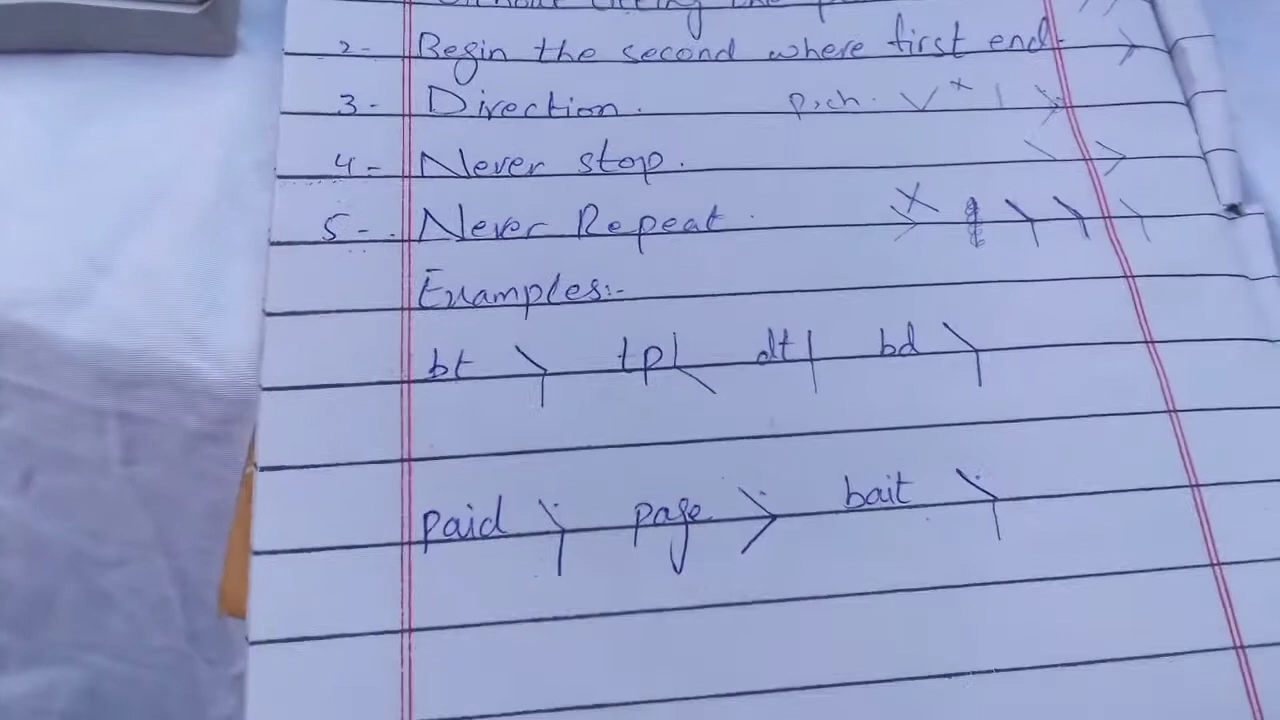 2- Begin the second where first end
3- Direction. p,ch.
4- Never stop.
5- Never Repeat.
Examples:-
bt tp dt bd
paid page bait